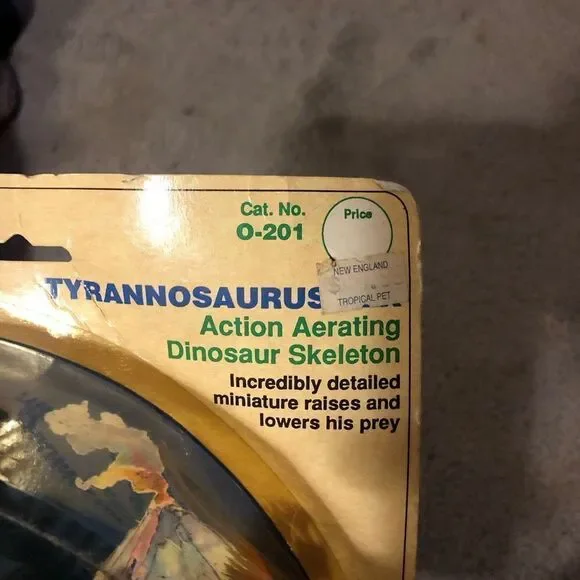 Cat. No.
O-201
Price
NEW ENGLAND
TROPICAL PET
TYRANNOSAURUS
Action Aerating
Dinosaur Skeleton
Incredibly detailed
miniature raises and
lowers his prey